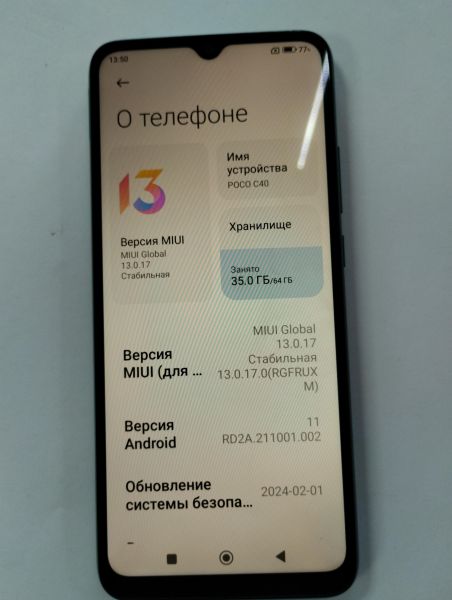 13:50
77%
О телефоне
13
Имя
устройства
POCO C40
Версия MIUI
MIUI Global
13.0.17
Стабильная
Хранилище
Занято
35.0 ГБ/64 ГБ
Версия
MIUI (для ...
MIUI Global
13.0.17
Стабильная
13.0.17.0(RGFRUX
M)
Версия
Android
11
RD2A.211001.002
Обновление
системы безопа...
2024-02-01